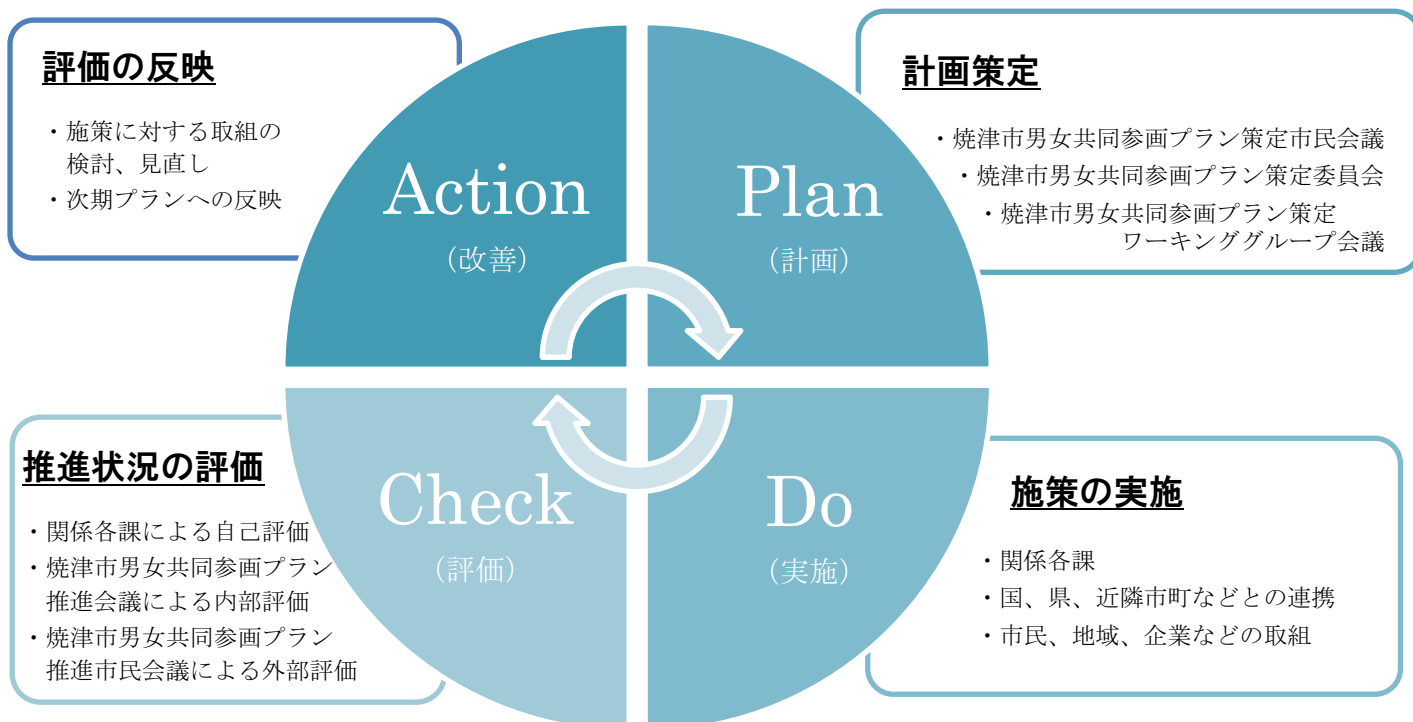 評価の反映
・施策に対する取組の
検討、見直し
・次期プランへの反映
Action
（改善）
Plan
（計画）
計画策定
・焼津市男女共同参画プラン策定市民会議
・焼津市男女共同参画プラン策定委員会
・焼津市男女共同参画プラン策定
ワーキンググループ会議
推進状況の評価
・関係各課による自己評価
・焼津市男女共同参画プラン
推進会議による内部評価
・焼津市男女共同参画プラン
推進市民会議による外部評価
Check
（評価）
Do
（実施）
施策の実施
・関係各課
・国、県、近隣市町などとの連携
・市民、地域、企業などの取組